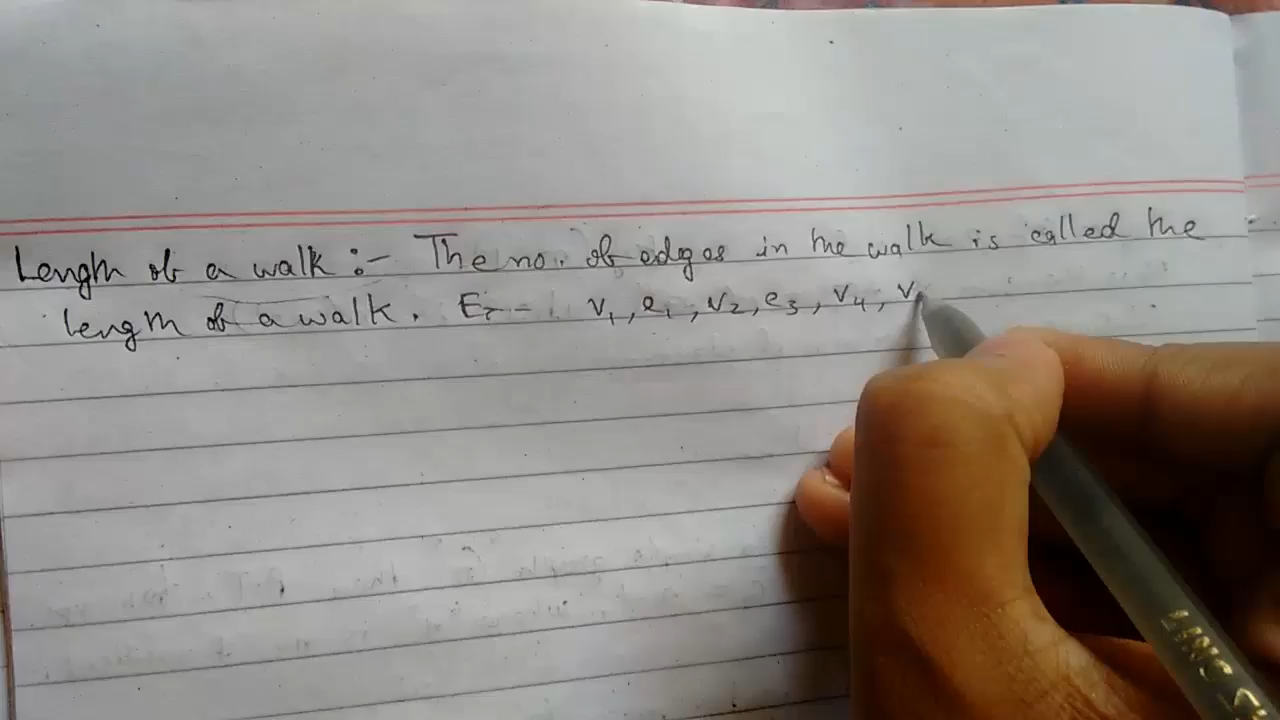 Length of a walk :- The no. of edges in the walk is called the
length of a walk. Eg - v₁, e₁, v₂, e₃, v₄, v